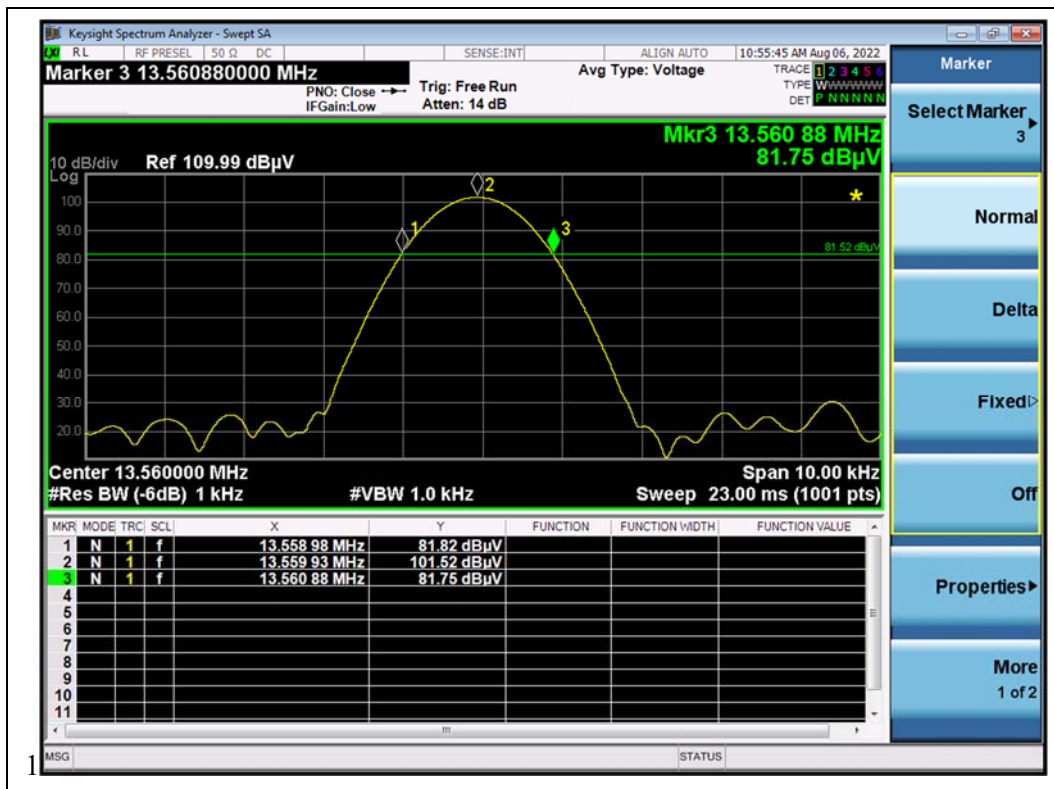 Keysight Spectrum Analyzer - Swept SA
LXI RL RF PRESEL 50 Ω DC SENSE:INT ALIGN AUTO 10:55:45 AM Aug 06, 2022
Marker 3 13.560880000 MHz
PNO: Close
IFGain:Low
Trig: Free Run
Atten: 14 dB
Avg Type: Voltage
TRACE 1 2 3 4 5 6
TYPE WWWWWW
DET P N N N N N
Mkr3 13.560 88 MHz
81.75 dBµV
10 dB/div Ref 109.99 dBµV
Log
100
90.0
80.0
70.0
60.0
50.0
40.0
30.0
20.0
1
2
3
*
81.52 dBµV
Center 13.560000 MHz Span 10.00 kHz
#Res BW (-6dB) 1 kHz #VBW 1.0 kHz Sweep 23.00 ms (1001 pts)
MKR MODE TRC SCL X Y FUNCTION FUNCTION WIDTH FUNCTION VALUE
1 N 1 f 13.558 98 MHz 81.82 dBµV
2 N 1 f 13.559 93 MHz 101.52 dBµV
3 N 1 f 13.560 88 MHz 81.75 dBµV
4
5
6
7
8
9
10
11
MSG STATUS
Marker
Select Marker
3
Normal
Delta
Fixed
Off
Properties
More
1 of 2
1